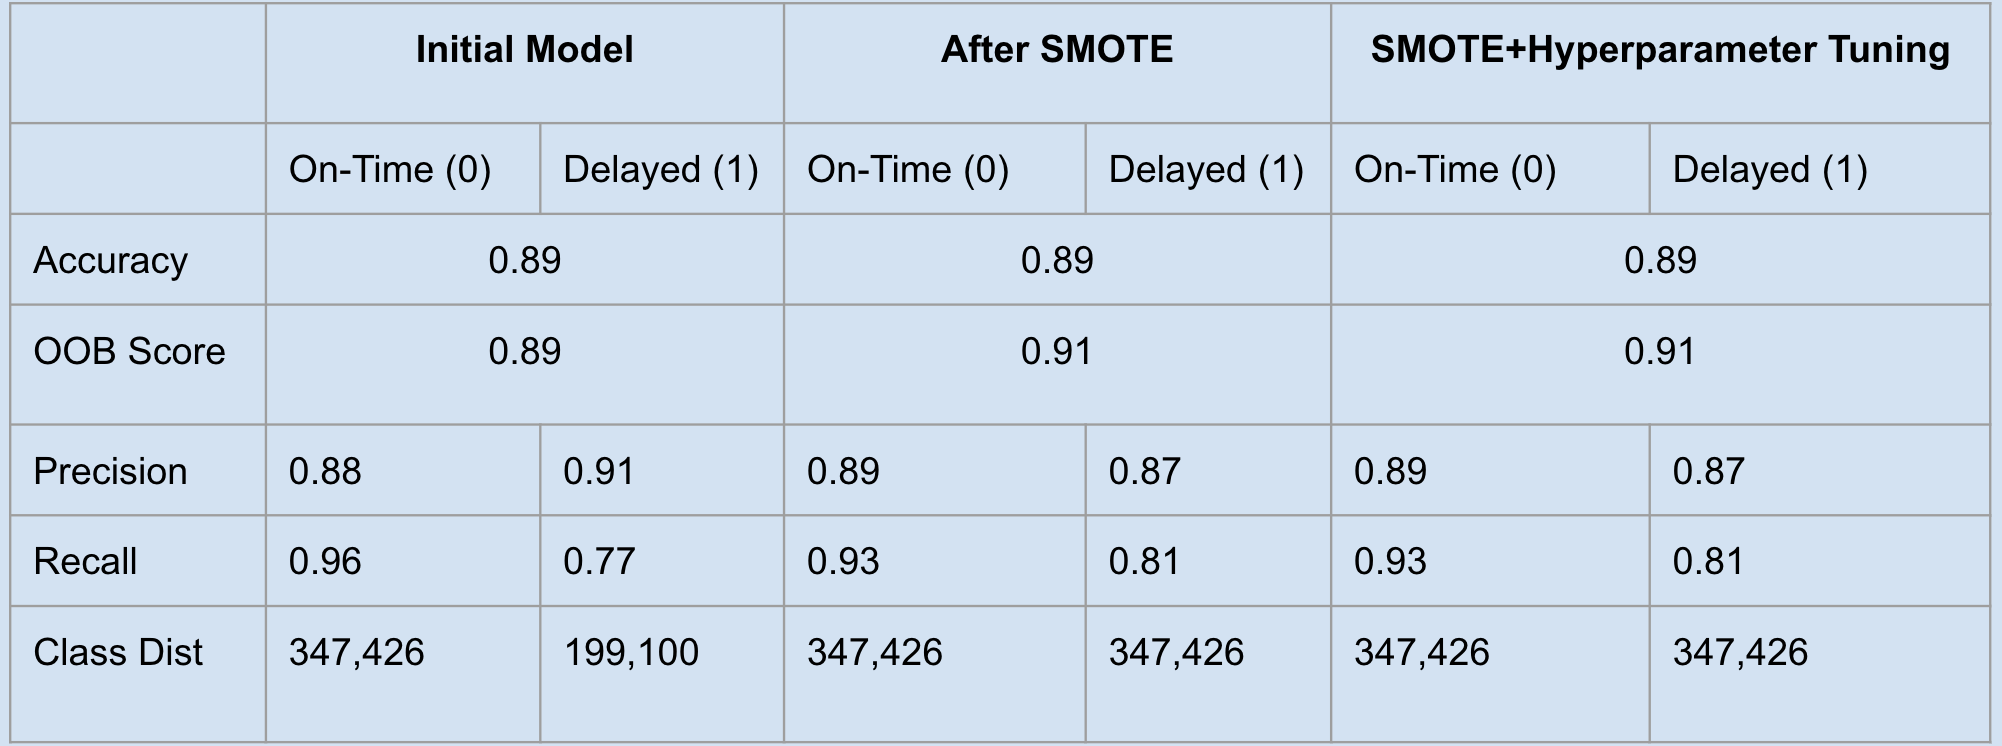 Initial Model After SMOTE SMOTE+Hyperparameter Tuning
On-Time (0) Delayed (1) On-Time (0) Delayed (1) On-Time (0) Delayed (1)
Accuracy 0.89 0.89 0.89
OOB Score 0.89 0.91 0.91
Precision 0.88 0.91 0.89 0.87 0.89 0.87
Recall 0.96 0.77 0.93 0.81 0.93 0.81
Class Dist 347,426 199,100 347,426 347,426 347,426 347,426